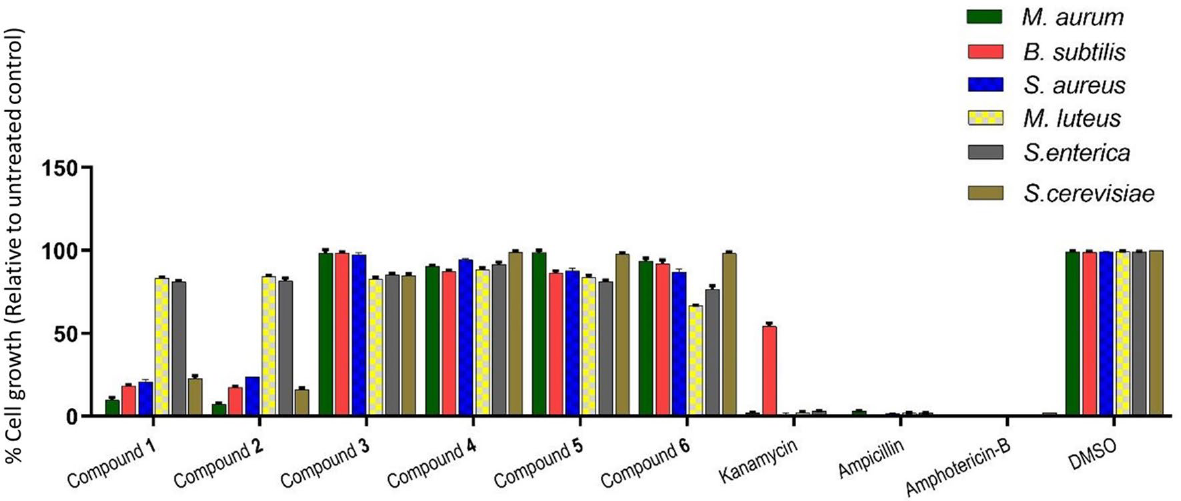 % Cell growth (Relative to untreated control)
M. aurum
B. subtilis
S. aureus
M. luteus
S.enterica
S.cerevisiae
150
100
50
0
Compound 1
Compound 2
Compound 3
Compound 4
Compound 5
Compound 6
Kanamycin
Ampicillin
Amphotericin-B
DMSO